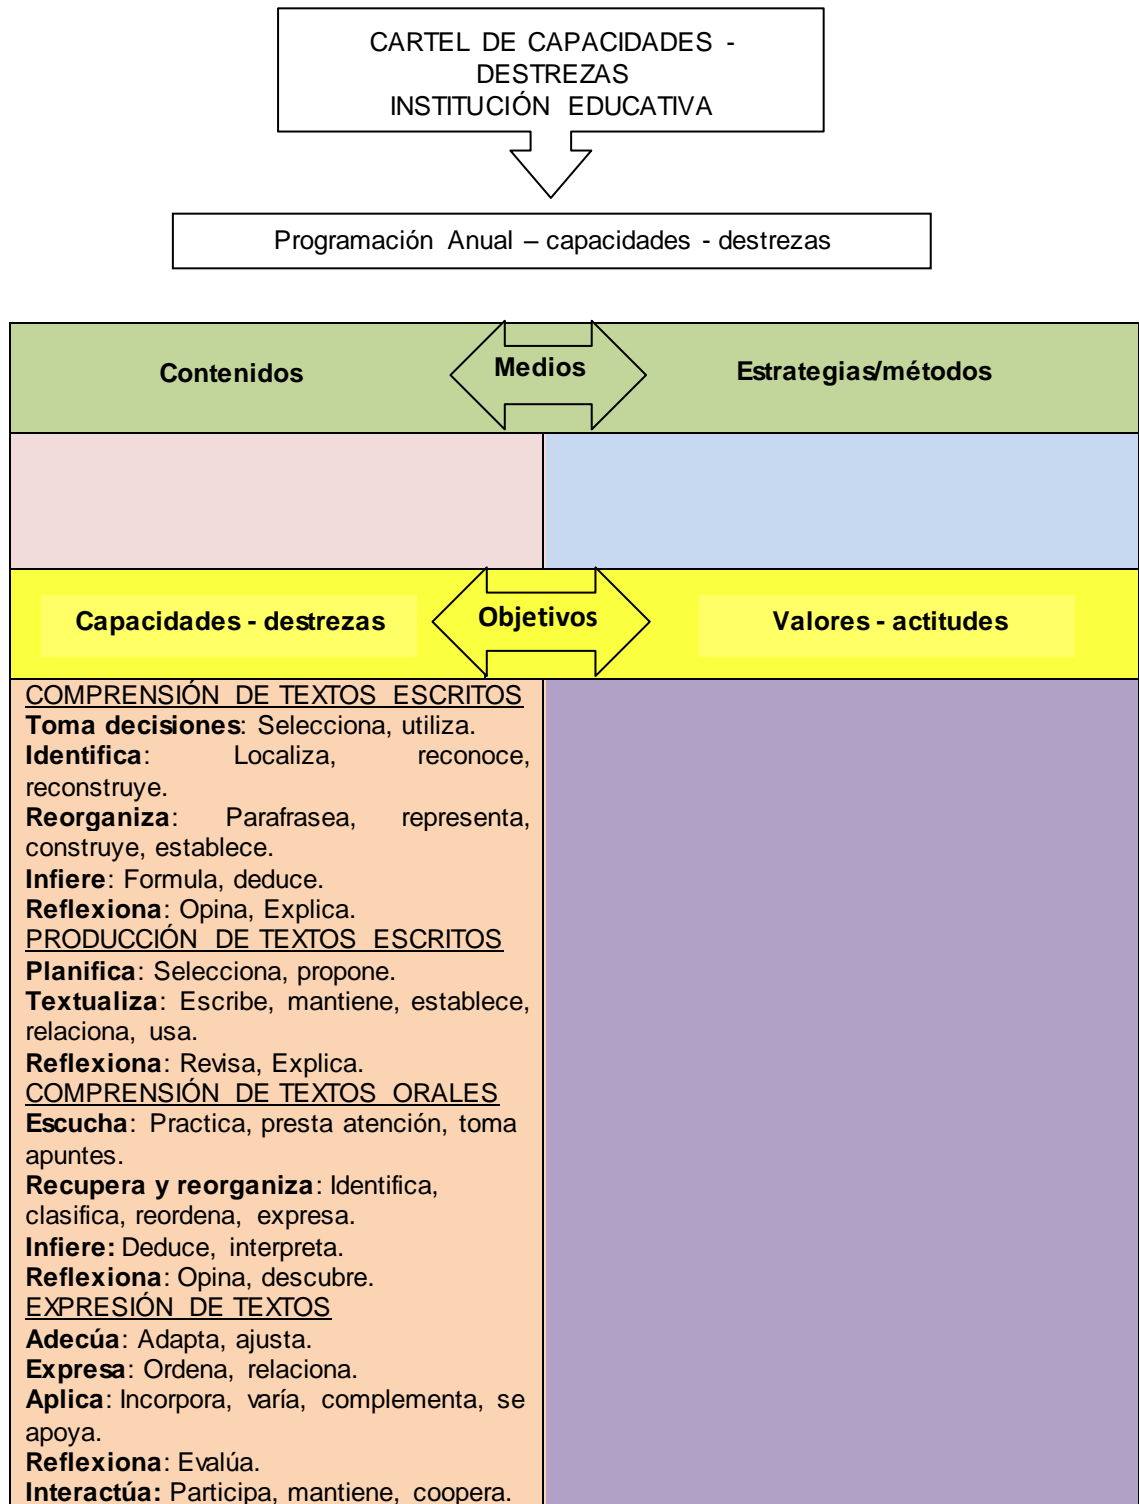 CARTEL DE CAPACIDADES -
DESTREZAS
INSTITUCIÓN EDUCATIVA
Programación Anual – capacidades - destrezas
Contenidos
Medios
Estrategias/métodos
Capacidades - destrezas
Objetivos
Valores - actitudes
COMPRENSIÓN DE TEXTOS ESCRITOS
Toma decisiones: Selecciona, utiliza.
Identifica: Localiza, reconoce,
reconstruye.
Reorganiza: Parafrasea, representa,
construye, establece.
Infiere: Formula, deduce.
Reflexiona: Opina, Explica.
PRODUCCIÓN DE TEXTOS ESCRITOS
Planifica: Selecciona, propone.
Textualiza: Escribe, mantiene, establece,
relaciona, usa.
Reflexiona: Revisa, Explica.
COMPRENSIÓN DE TEXTOS ORALES
Escucha: Practica, presta atención, toma
apuntes.
Recupera y reorganiza: Identifica,
clasifica, reordena, expresa.
Infiere: Deduce, interpreta.
Reflexiona: Opina, descubre.
EXPRESIÓN DE TEXTOS
Adecúa: Adapta, ajusta.
Expresa: Ordena, relaciona.
Aplica: Incorpora, varía, complementa, se
apoya.
Reflexiona: Evalúa.
Interactúa: Participa, mantiene, coopera.